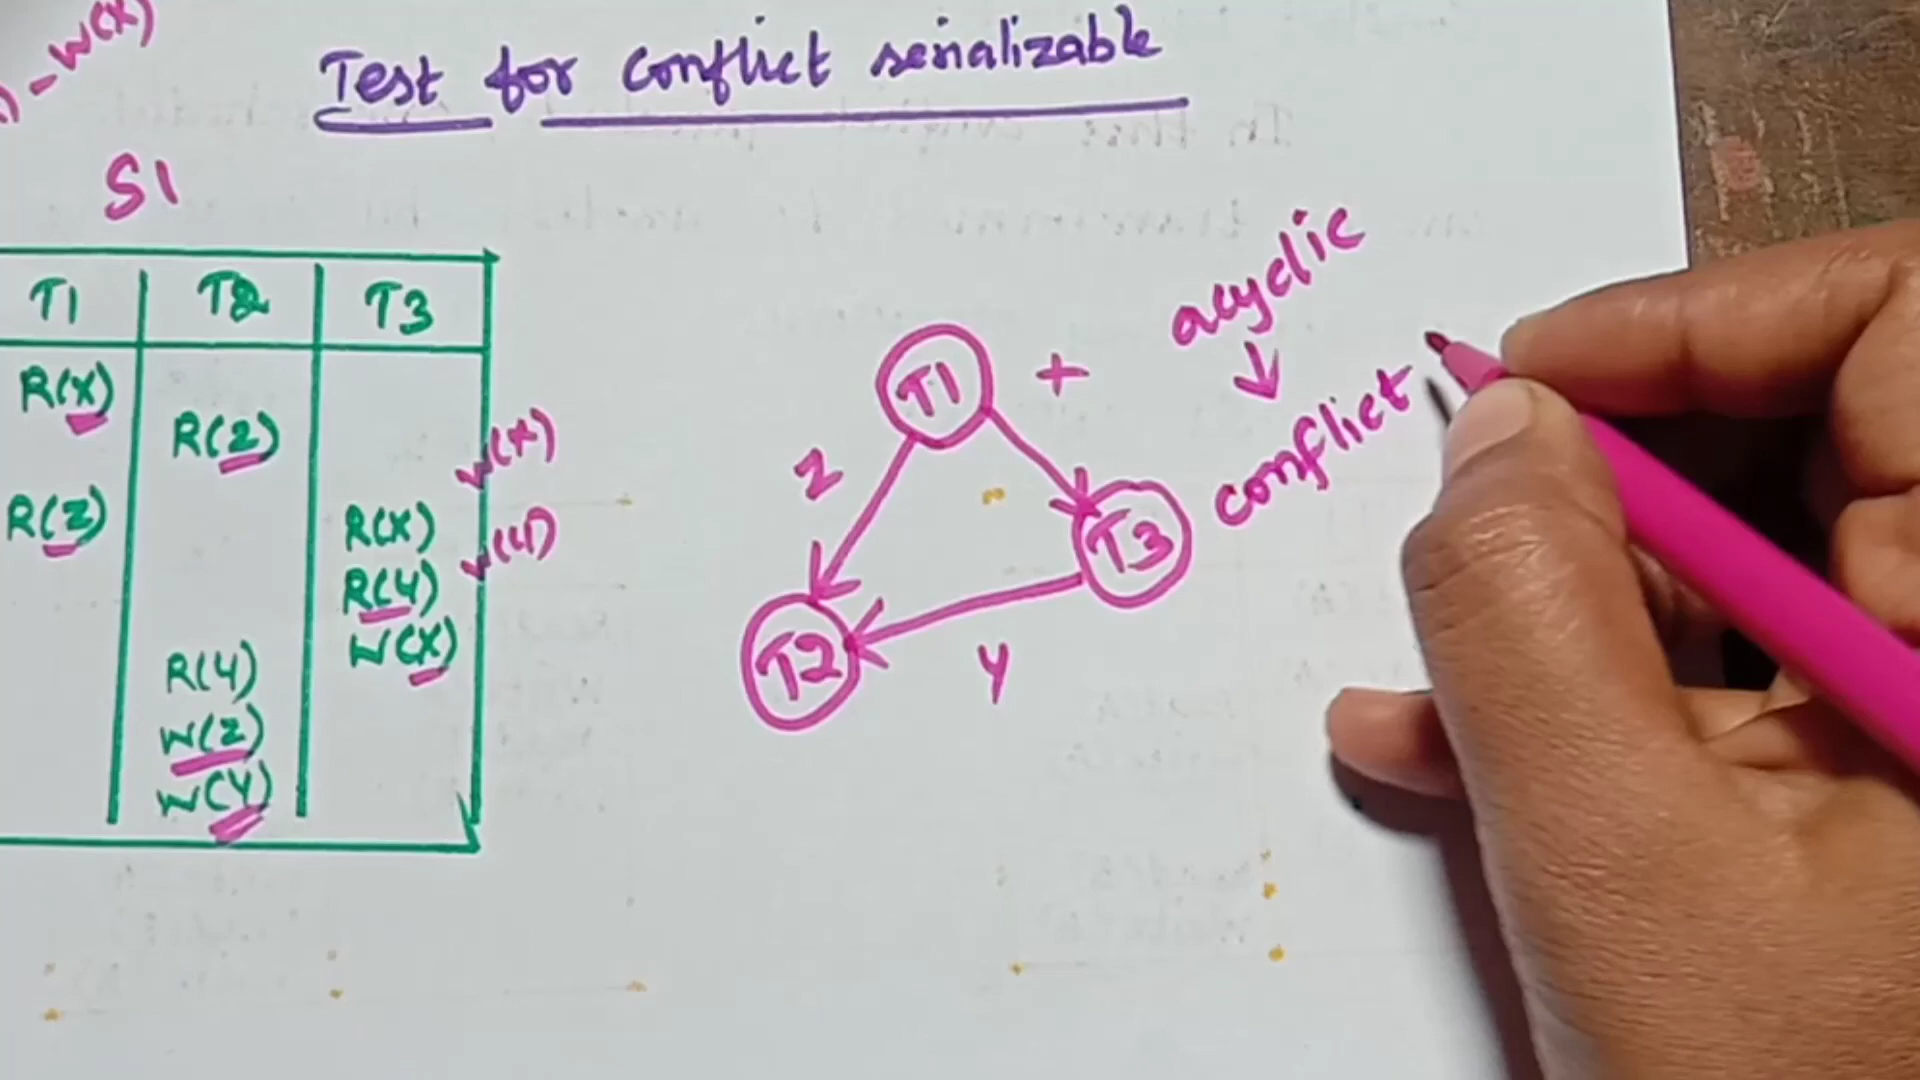 ) - W(X)
Test for conflict serializable
S1
T1 T2 T3
R(X)
R(Z)
W(X)
R(Z) R(X)
W(Y)
R(Y)
W(X)
R(Y)
W(Z)
W(Y)
acyclic
T1 +
conflict
Z
T3
T2
Y